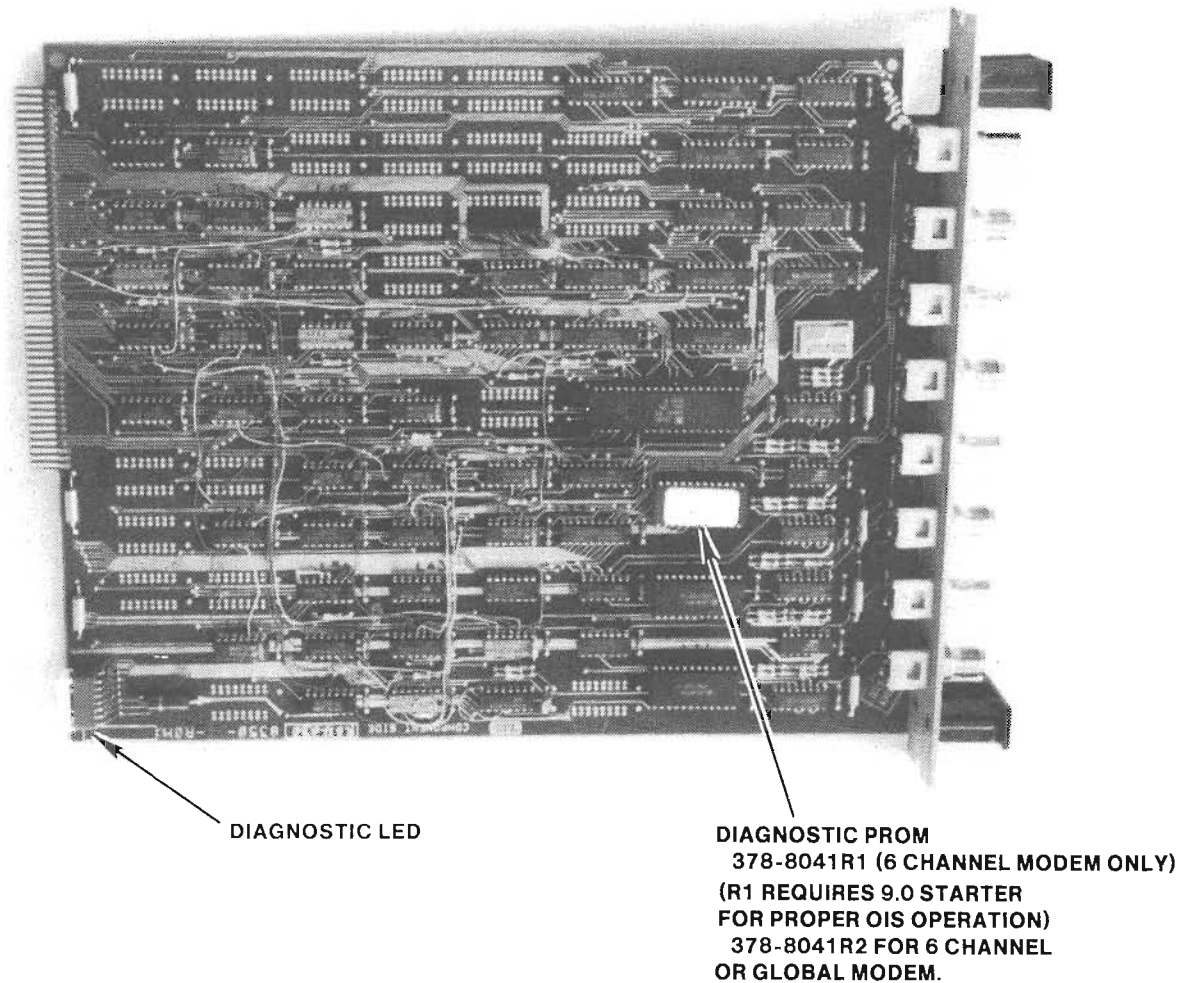 DIAGNOSTIC LED
DIAGNOSTIC PROM
378-8041R1 (6 CHANNEL MODEM ONLY)
(R1 REQUIRES 9.0 STARTER
FOR PROPER OIS OPERATION)
378-8041R2 FOR 6 CHANNEL
OR GLOBAL MODEM.